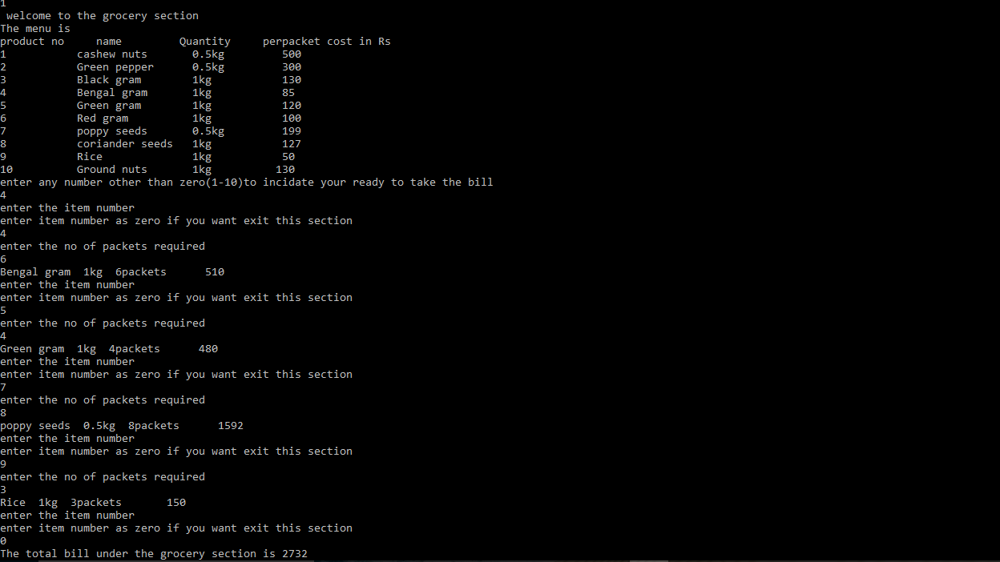 1
welcome to the grocery section
The menu is
product no     name         Quantity     perpacket cost in Rs
1           cashew nuts       0.5kg         500
2           Green pepper      0.5kg         300
3           Black gram        1kg           130
4           Bengal gram       1kg           85
5           Green gram        1kg           120
6           Red gram          1kg           100
7           poppy seeds       0.5kg         199
8           coriander seeds   1kg           127
9           Rice              1kg           50
10          Ground nuts       1kg          130
enter any number other than zero(1-10)to incidate your ready to take the bill
4
enter the item number
enter item number as zero if you want exit this section
4
enter the no of packets required
6
Bengal gram  1kg  6packets      510
enter the item number
enter item number as zero if you want exit this section
5
enter the no of packets required
4
Green gram  1kg  4packets      480
enter the item number
enter item number as zero if you want exit this section
7
enter the no of packets required
8
poppy seeds  0.5kg  8packets      1592
enter the item number
enter item number as zero if you want exit this section
9
enter the no of packets required
3
Rice  1kg  3packets       150
enter the item number
enter item number as zero if you want exit this section
0
The total bill under the grocery section is 2732